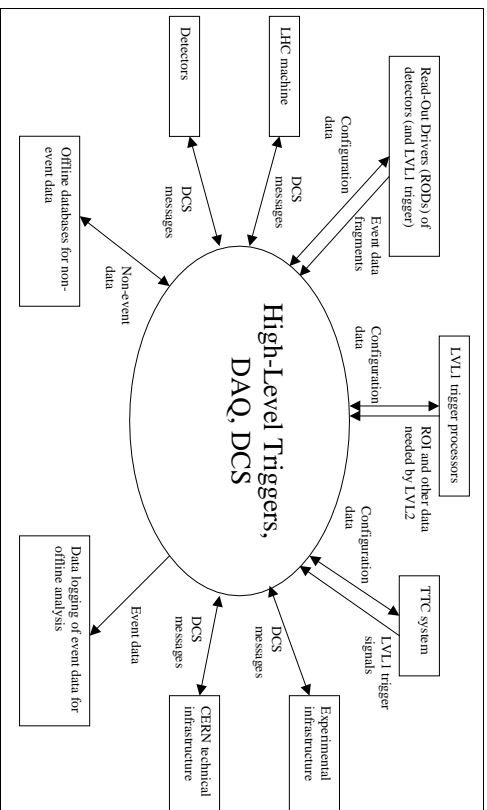 Read-Out Drivers (RODs) of
detectors (and LVL1 trigger)
LVL1 trigger processors
TTC system
Configuration
data
Event data
fragments
Configuration
data
ROI and other data
needed by LVL2
Configuration
data
LVL1 trigger
signals
LHC machine
DCS
messages
Experimental
infrastructure
DCS
messages
High-Level Triggers,
DAQ, DCS
Detectors
DCS
messages
CERN technical
infrastructure
DCS
messages
Non-event
data
Event data
Offline databases for non-
event data
Data logging of event data for
offline analysis